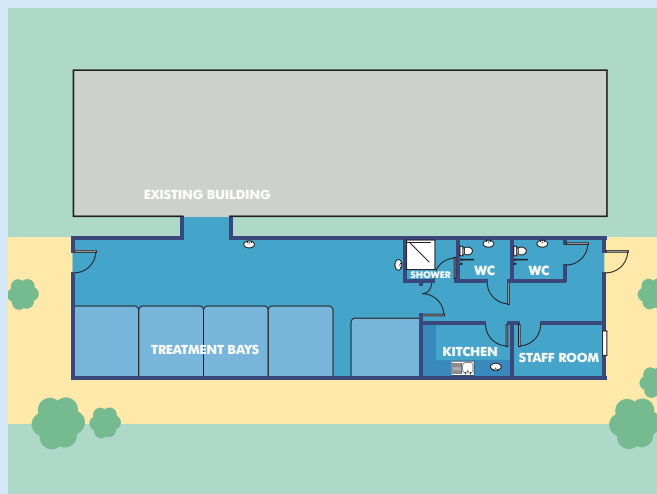 EXISTING BUILDING
SHOWER
WC
WC
TREATMENT BAYS
KITCHEN
STAFF ROOM